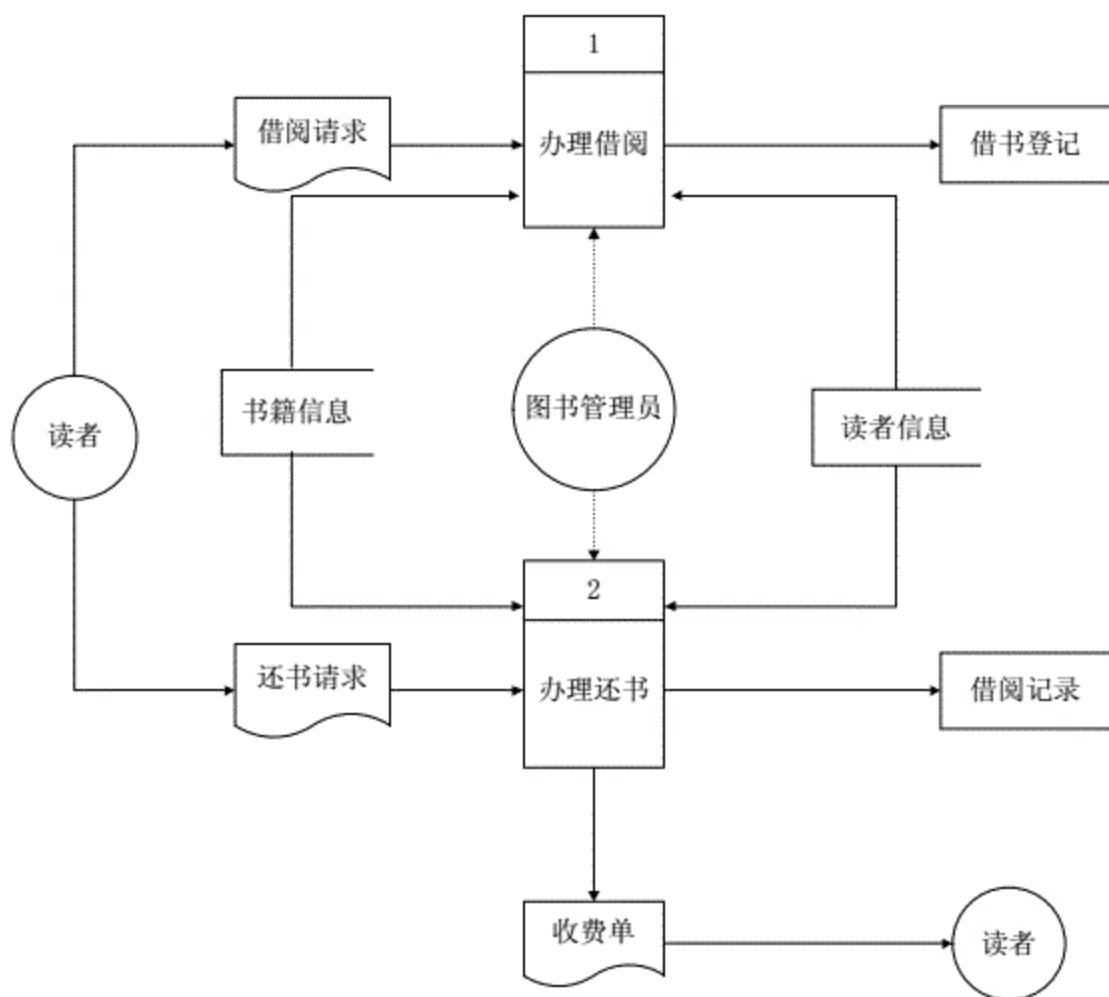 1
借阅请求
办理借阅
借书登记
读者
书籍信息
图书管理员
读者信息
2
还书请求
办理还书
借阅记录
收费单
读者